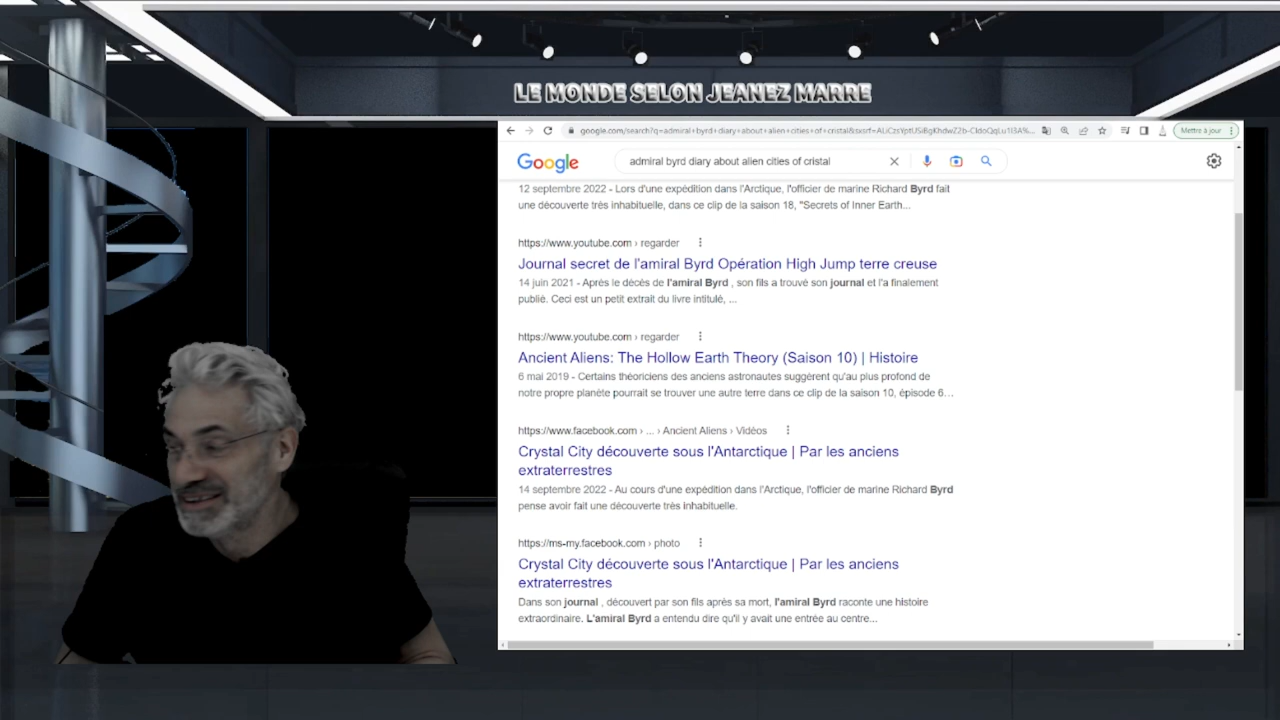 LE MONDE SELON JEANEZ MARRE
Mettre à jour
Google
admiral byrd diary about alien cities of cristal
12 septembre 2022 - Lors d'une expédition dans l'Arctique, l'officier de marine Richard Byrd fait
une découverte très inhabituelle, dans ce clip de la saison 18, "Secrets of Inner Earth...
https://www.youtube.com › regarder
Journal secret de l'amiral Byrd Opération High Jump terre creuse
14 juin 2021 - Après le décès de l'amiral Byrd , son fils a trouvé son journal et l'a finalement
publié. Ceci est un petit extrait du livre intitulé, ...
https://www.youtube.com › regarder
Ancient Aliens: The Hollow Earth Theory (Saison 10) | Histoire
6 mai 2019 - Certains théoriciens des anciens astronautes suggèrent qu'au plus profond de
notre propre planète pourrait se trouver une autre terre dans ce clip de la saison 10, épisode 6...
https://www.facebook.com › ... › Ancient Aliens › Vidéos
Crystal City découverte sous l'Antarctique | Par les anciens
extraterrestres
14 septembre 2022 - Au cours d'une expédition dans l'Arctique, l'officier de marine Richard Byrd
pense avoir fait une découverte très inhabituelle.
https://ms-my.facebook.com › photo
Crystal City découverte sous l'Antarctique | Par les anciens
extraterrestres
Dans son journal , découvert par son fils après sa mort, l'amiral Byrd raconte une histoire
extraordinaire. L'amiral Byrd a entendu dire qu'il y avait une entrée au centre...